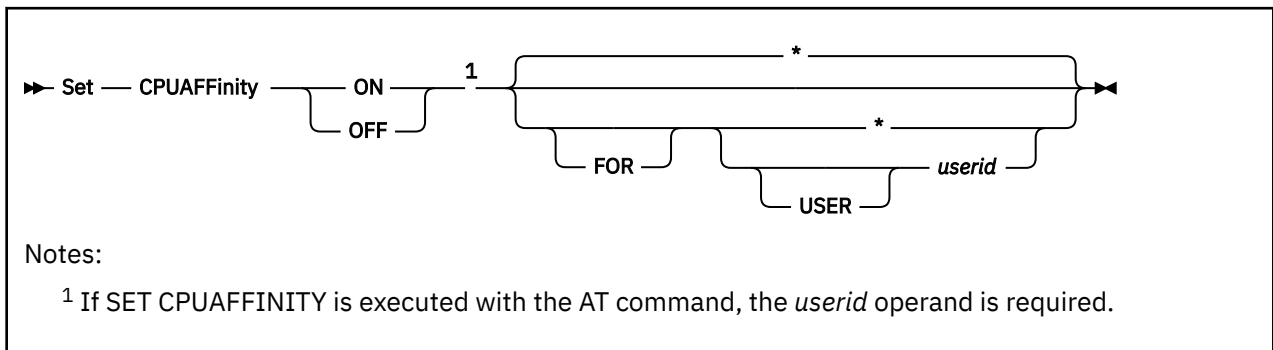 *
Set CPUAFFinity ON 1
OFF *
FOR userid
USER
Notes:
1 If SET CPUAFFINITY is executed with the AT command, the userid operand is required.